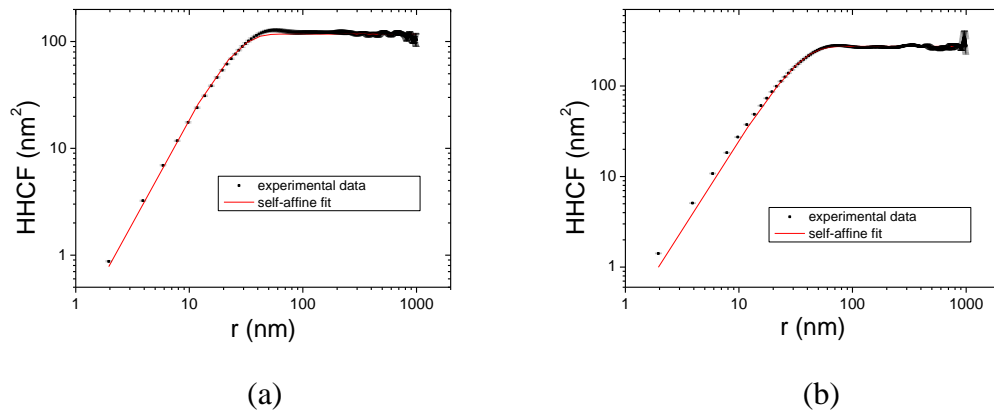 HHCF (nm²)
100
10
1
experimental data
self-affine fit
1 10 100 1000
r (nm)
(a)
HHCF (nm²)
100
10
1
experimental data
self-affine fit
1 10 100 1000
r (nm)
(b)